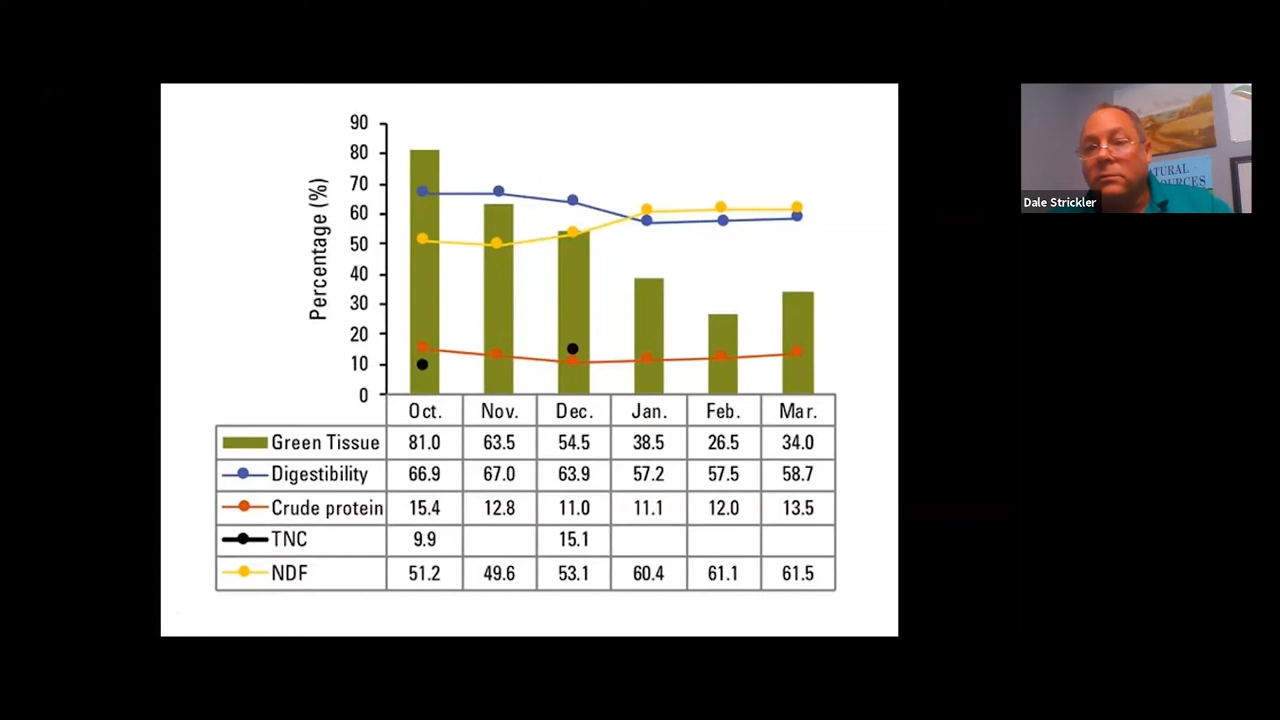 Percentage (%)
90
80
70
60
50
40
30
20
10
0
Oct. Nov. Dec. Jan. Feb. Mar.
Green Tissue 81.0 63.5 54.5 38.5 26.5 34.0
Digestibility 66.9 67.0 63.9 57.2 57.5 58.7
Crude protein 15.4 12.8 11.0 11.1 12.0 13.5
TNC 9.9 15.1
NDF 51.2 49.6 53.1 60.4 61.1 61.5
Dale Strickler